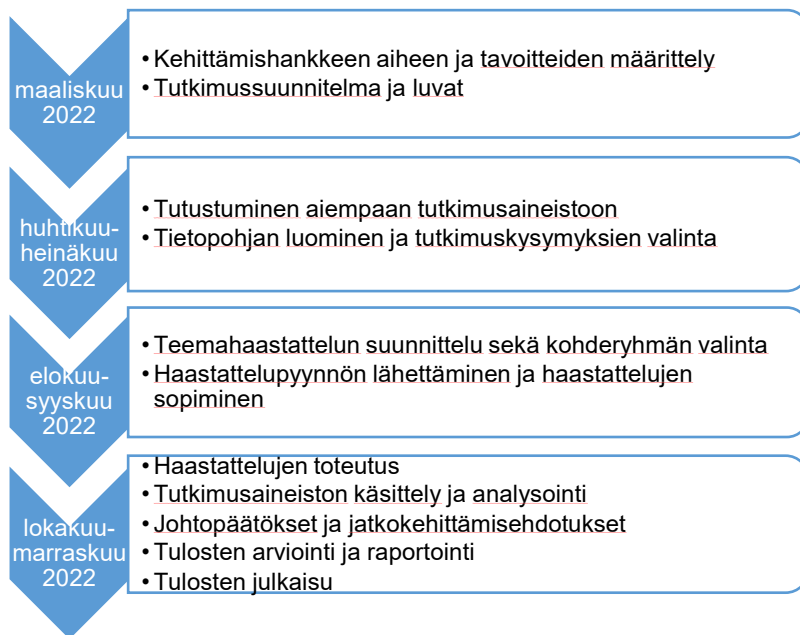 maaliskuu
2022
• Kehittämishankkeen aiheen ja tavoitteiden määrittely
• Tutkimussuunnitelma ja luvat
huhtikuu-
heinäkuu
2022
• Tutustuminen aiempaan tutkimusaineistoon
• Tietopohjan luominen ja tutkimuskysymyksien valinta
elokuu-
syyskuu
2022
• Teemahaastattelun suunnittelu sekä kohderyhmän valinta
• Haastattelupyynnön lähettäminen ja haastattelujen
sopiminen
lokakuu-
marraskuu
2022
• Haastattelujen toteutus
• Tutkimusaineiston käsittely ja analysointi
• Johtopäätökset ja jatkokehittämisehdotukset
• Tulosten arviointi ja raportointi
• Tulosten julkaisu